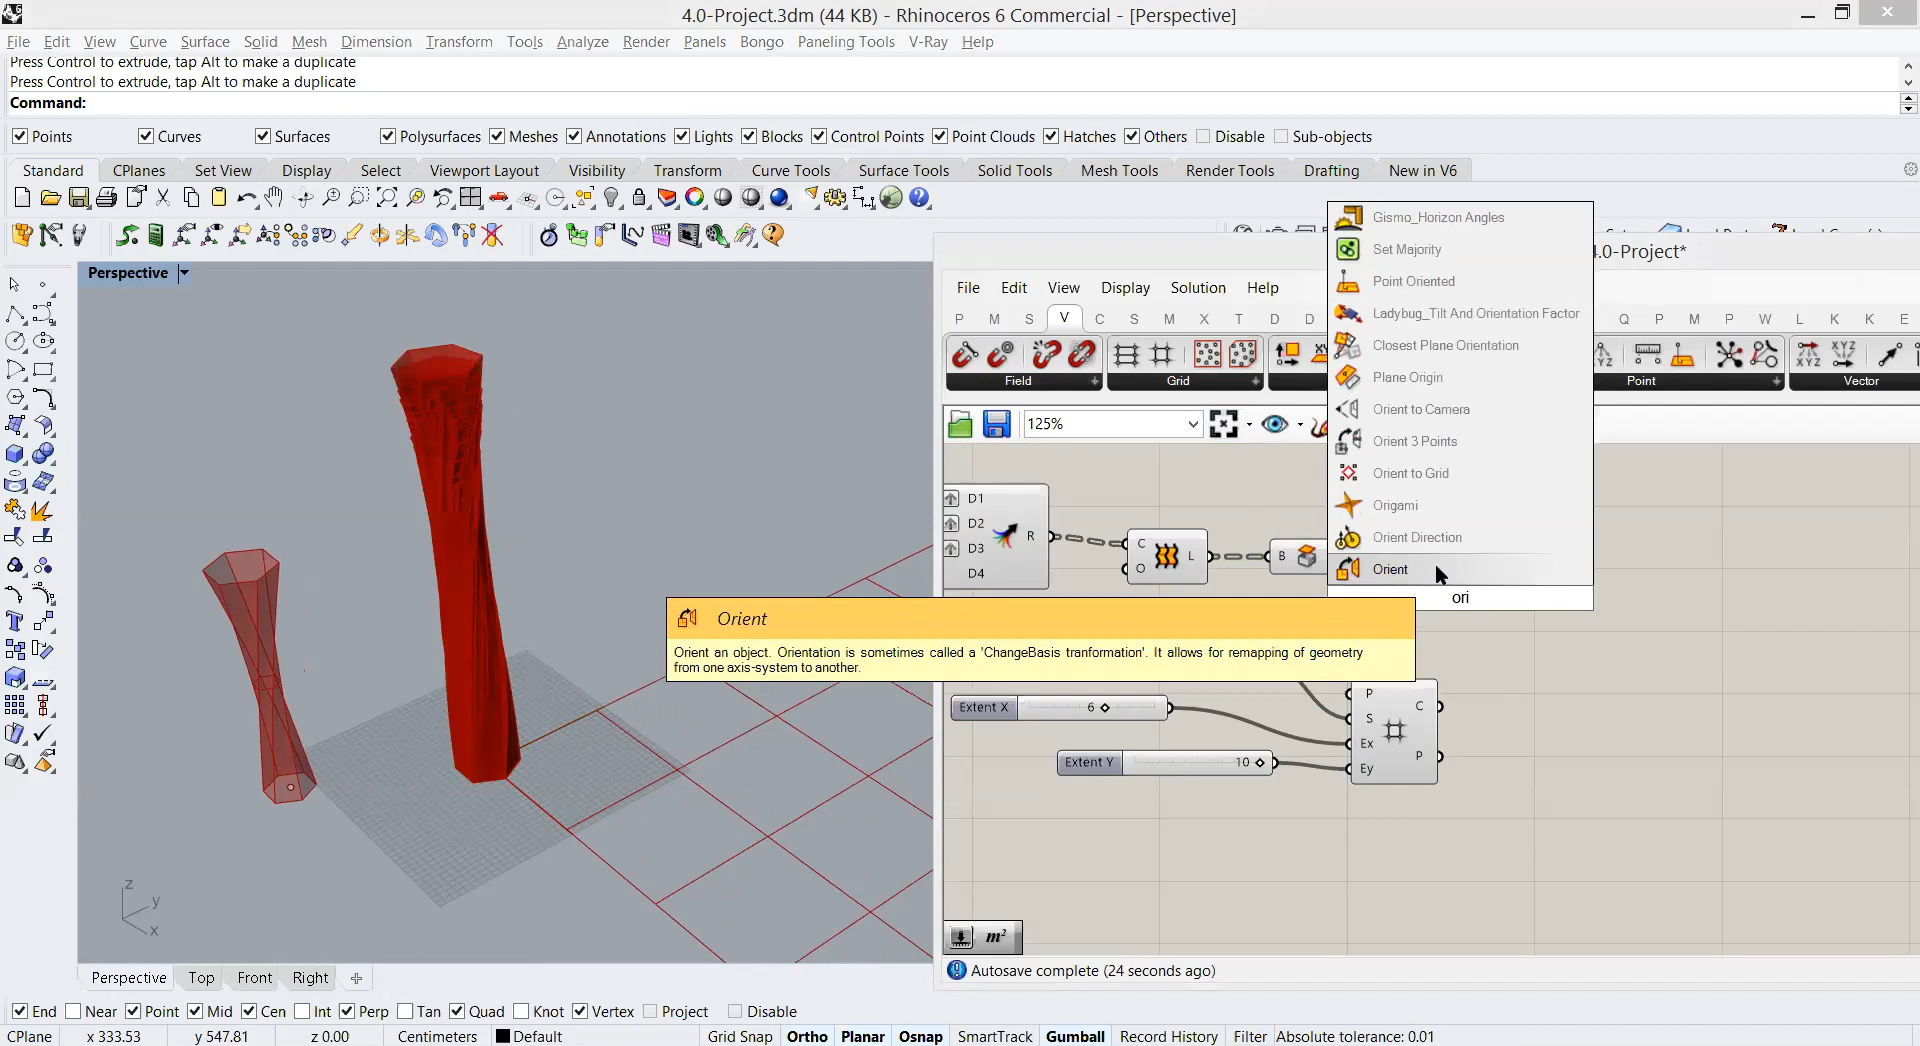 4.0-Project.3dm (44 KB) - Rhinoceros 6 Commercial - [Perspective]
File Edit View Curve Surface Solid Mesh Dimension Transform Tools Analyze Render Panels Bongo Paneling Tools V-Ray Help
Press Control to extrude, tap Alt to make a duplicate
Press Control to extrude, tap Alt to make a duplicate
Command:
Points Curves Surfaces Polysurfaces Meshes Annotations Lights Blocks Control Points Point Clouds Hatches Others Disable Sub-objects
Standard CPlanes Set View Display Select Viewport Layout Visibility Transform Curve Tools Surface Tools Solid Tools Mesh Tools Render Tools Drafting New in V6
Perspective
4.0-Project*
File Edit View Display Solution Help
P M S V C S M X T D D Q P M P W L K K E
Field Grid Point Vector
125%
Gismo_Horizon Angles
Set Majority
Point Oriented
Ladybug_Tilt And Orientation Factor
Closest Plane Orientation
Plane Origin
Orient to Camera
Orient 3 Points
Orient to Grid
Origami
Orient Direction
Orient
ori
D1
D2
D3
D4
R
C
O
L
B
Orient
Orient an object. Orientation is sometimes called a 'ChangeBasis tranformation'. It allows for remapping of geometry
from one axis-system to another.
Extent X 6
Extent Y 10
P
S
Ex
Ey
C
P
z
y
x
m²
Autosave complete (24 seconds ago)
Perspective Top Front Right
End Near Point Mid Cen Int Perp Tan Quad Knot Vertex Project Disable
CPlane x 333.53 y 547.81 z 0.00 Centimeters Default Grid Snap Ortho Planar Osnap SmartTrack Gumball Record History Filter Absolute tolerance: 0.01